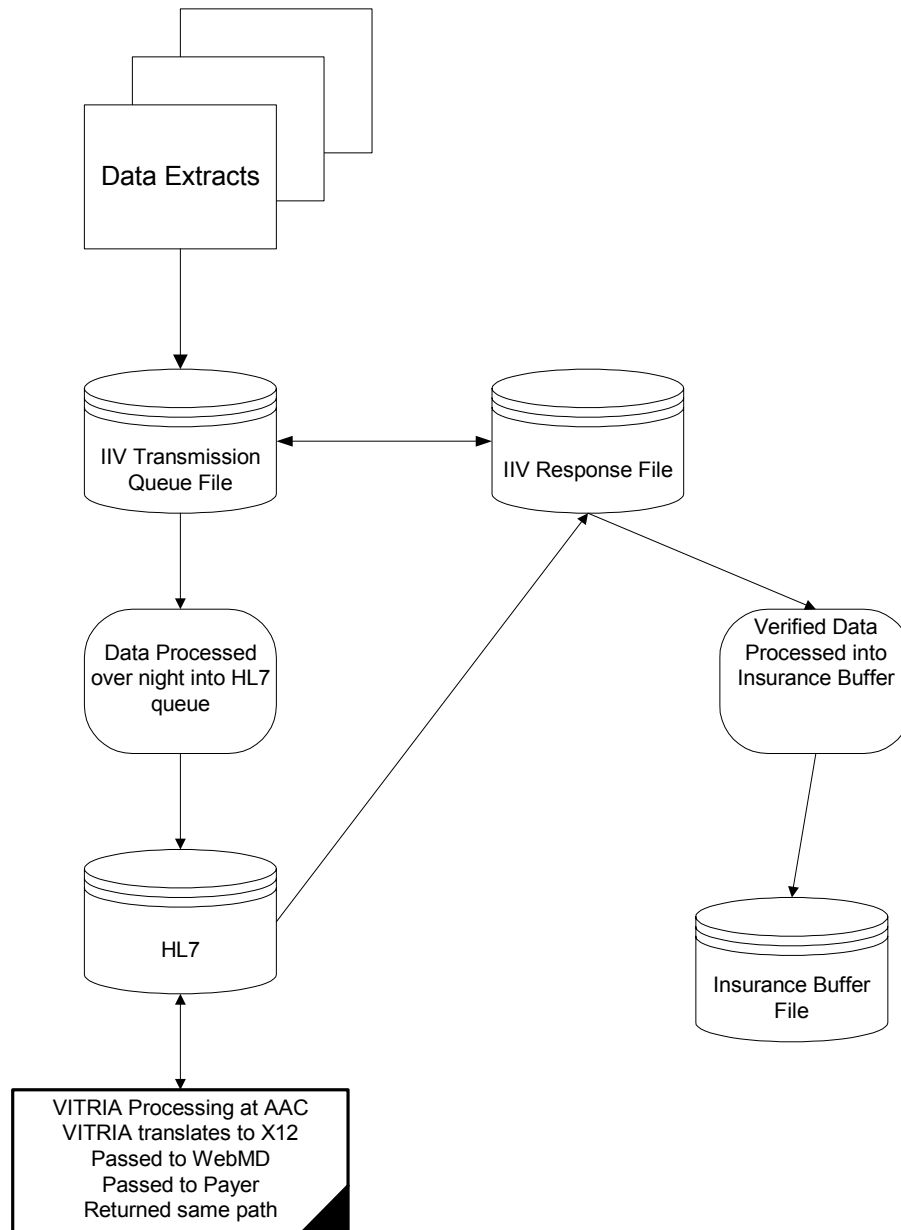 Data Extracts
IIV Transmission
Queue File
IIV Response File
Data Processed
over night into HL7
queue
Verified Data
Processed into
Insurance Buffer
HL7
Insurance Buffer
File
VITRIA Processing at AAC
VITRIA translates to X12
Passed to WebMD
Passed to Payer
Returned same path